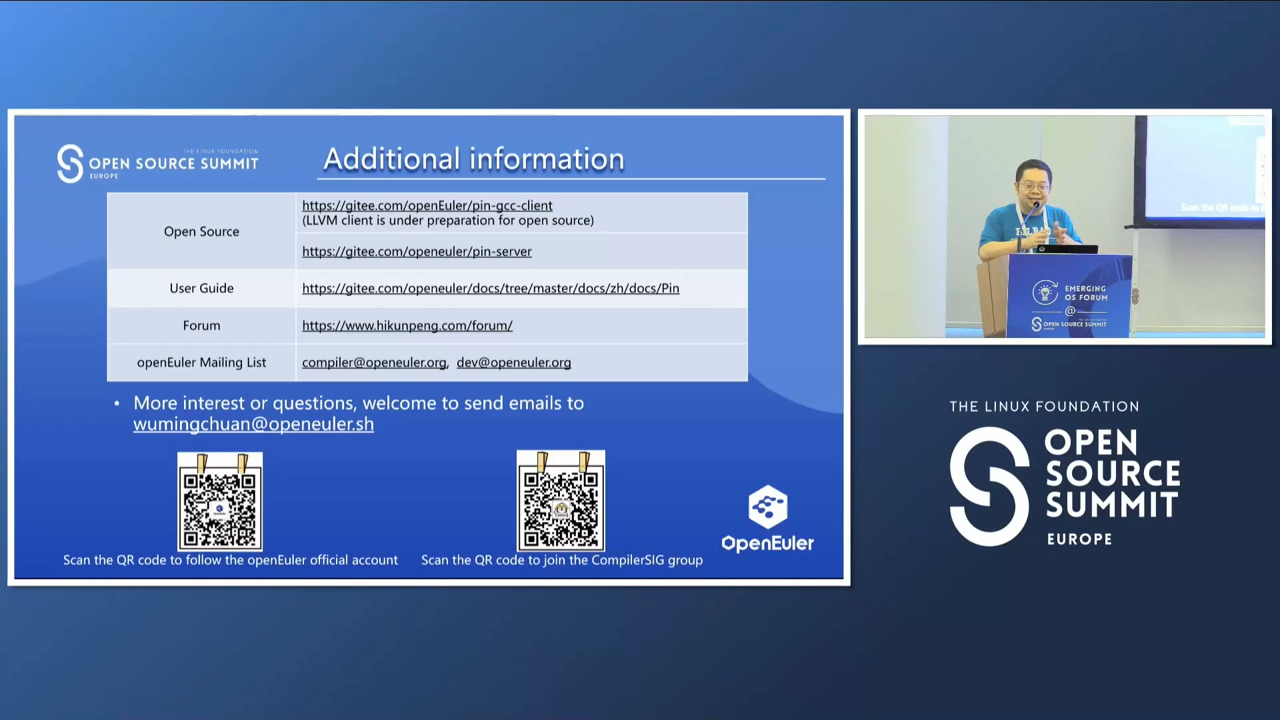 THE LINUX FOUNDATION
OPEN SOURCE SUMMIT
EUROPE
Additional information
Open Source
https://gitee.com/openEuler/pin-gcc-client
(LLVM client is under preparation for open source)
https://gitee.com/openeuler/pin-server
User Guide
https://gitee.com/openeuler/docs/tree/master/docs/zh/docs/Pin
Forum
https://www.hikunpeng.com/forum/
openEuler Mailing List
compiler@openeuler.org, dev@openeuler.org
• More interest or questions, welcome to send emails to
wumingchuan@openeuler.sh
Scan the QR code to follow the openEuler official account
Scan the QR code to join the CompilerSIG group
OpenEuler
Scan the QR code to
EMERGING
OS FORUM
@
OPEN SOURCE SUMMIT
THE LINUX FOUNDATION
OPEN
SOURCE
SUMMIT
EUROPE